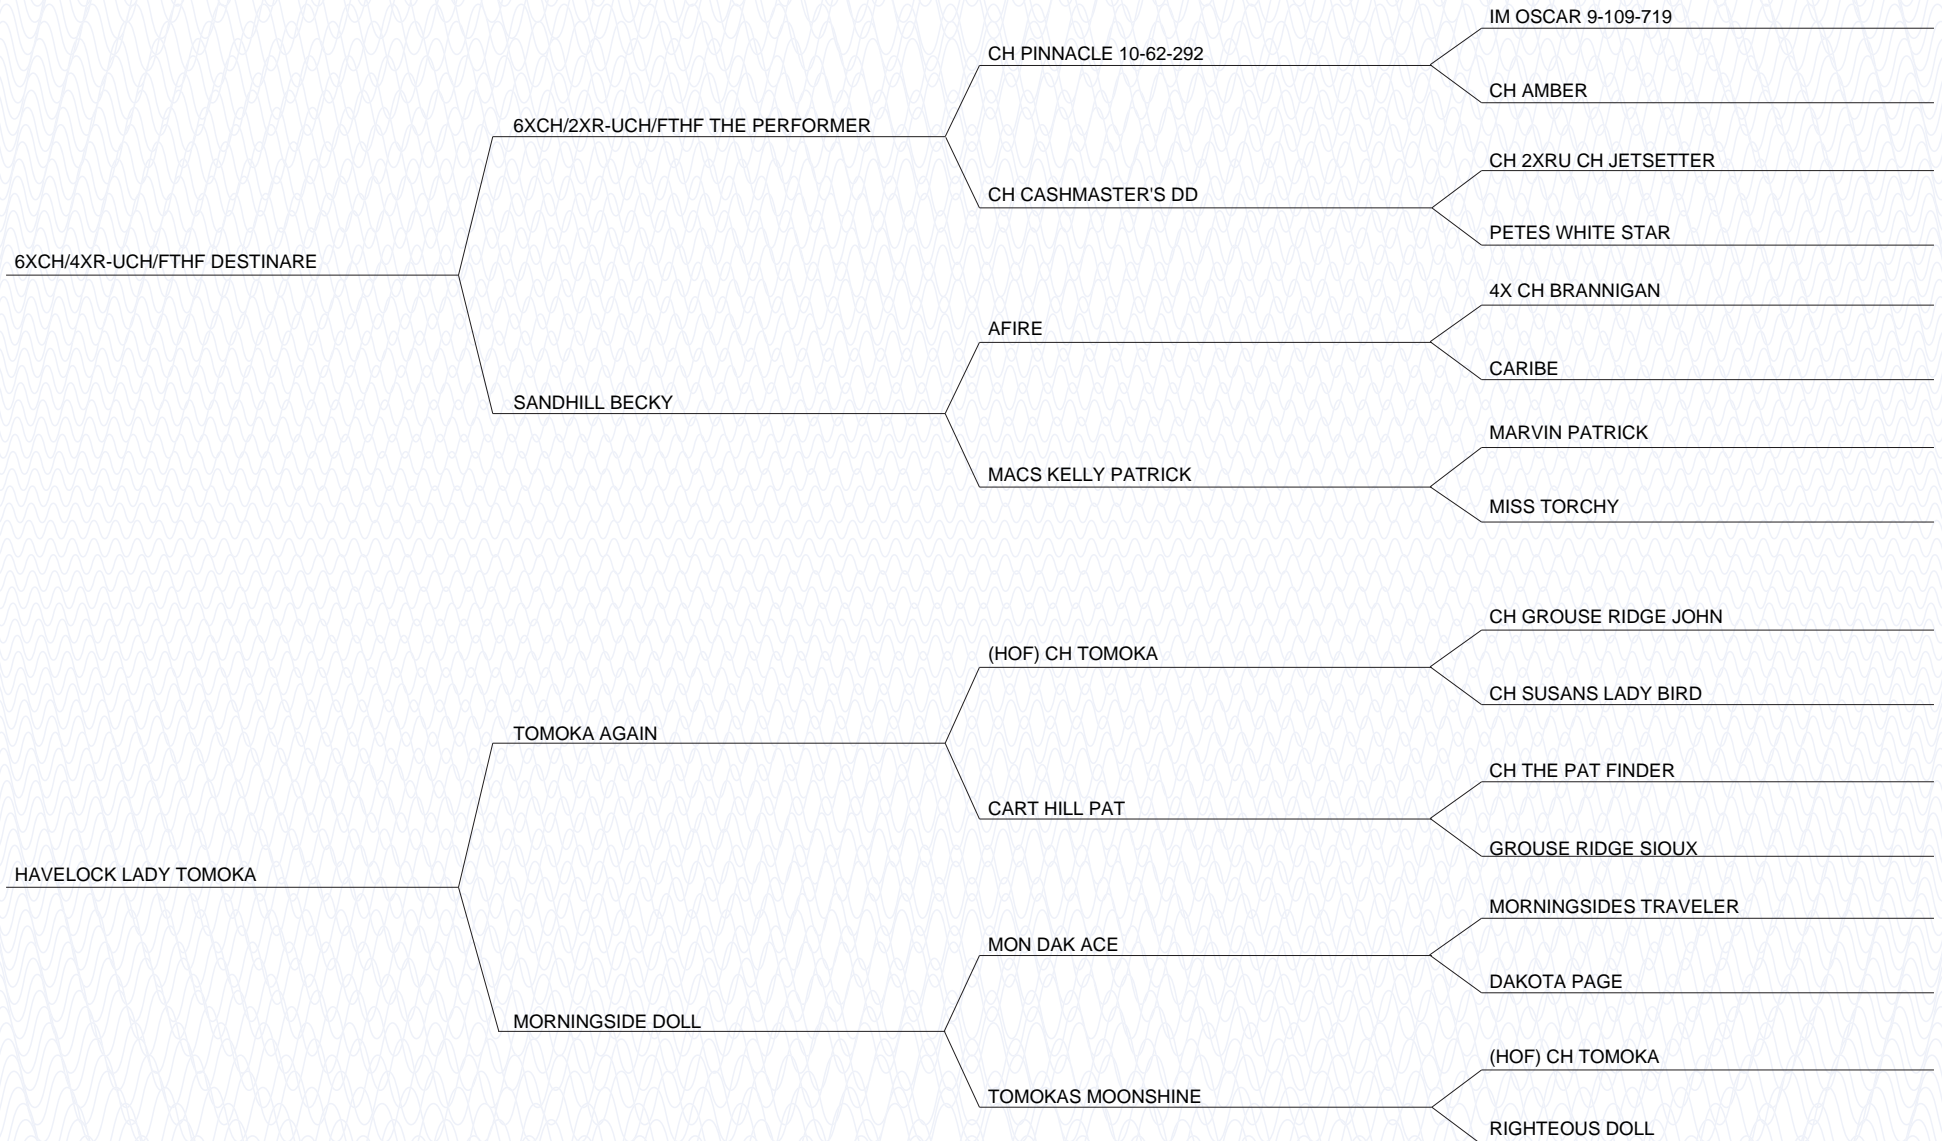 IM OSCAR 9-109-719
CH PINNACLE 10-62-292
CH AMBER
6XCH/2XR-UCH/FTHF THE PERFORMER
CH 2XRU CH JETSETTER
CH CASHMASTER'S DD
PETES WHITE STAR
6XCH/4XR-UCH/FTHF DESTINARE
4X CH BRANNIGAN
AFIRE
CARIBE
SANDHILL BECKY
MARVIN PATRICK
MACS KELLY PATRICK
MISS TORCHY
CH GROUSE RIDGE JOHN
(HOF) CH TOMOKA
CH SUSANS LADY BIRD
TOMOKA AGAIN
CH THE PAT FINDER
CART HILL PAT
GROUSE RIDGE SIOUX
HAVELOCK LADY TOMOKA
MORNINGSIDES TRAVELER
MON DAK ACE
DAKOTA PAGE
MORNINGSIDE DOLL
(HOF) CH TOMOKA
TOMOKAS MOONSHINE
RIGHTEOUS DOLL